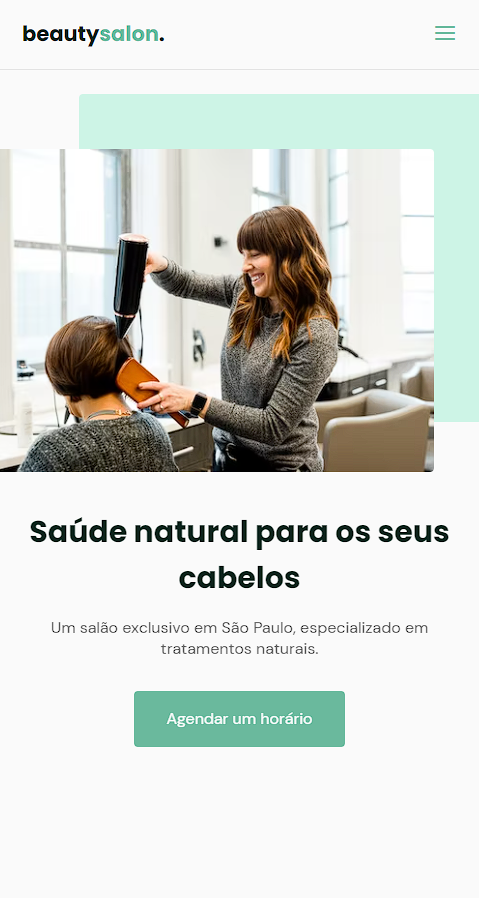 beautysalon.
Saúde natural para os seus
cabelos
Um salão exclusivo em São Paulo, especializado em
tratamentos naturais.
Agendar um horário